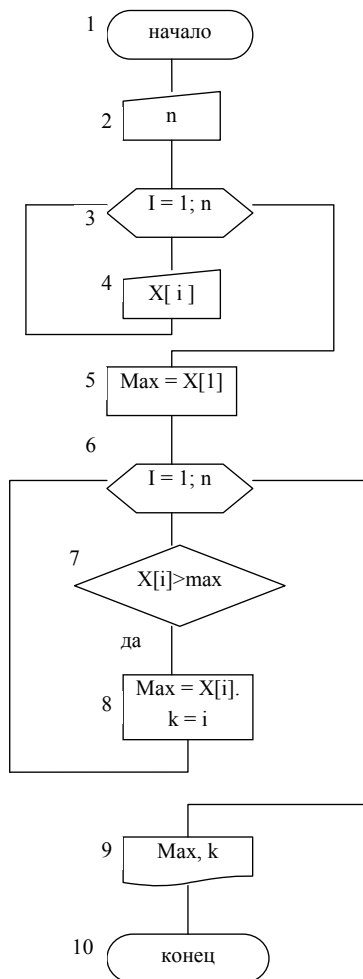 1 начало
2 n
3 I = 1; n
4 X[ i ]
5 Max = X[1]
6
I = 1; n
7
X[i]>max
да
8 Max = X[i].
k = i
9 Max, k
10 конец